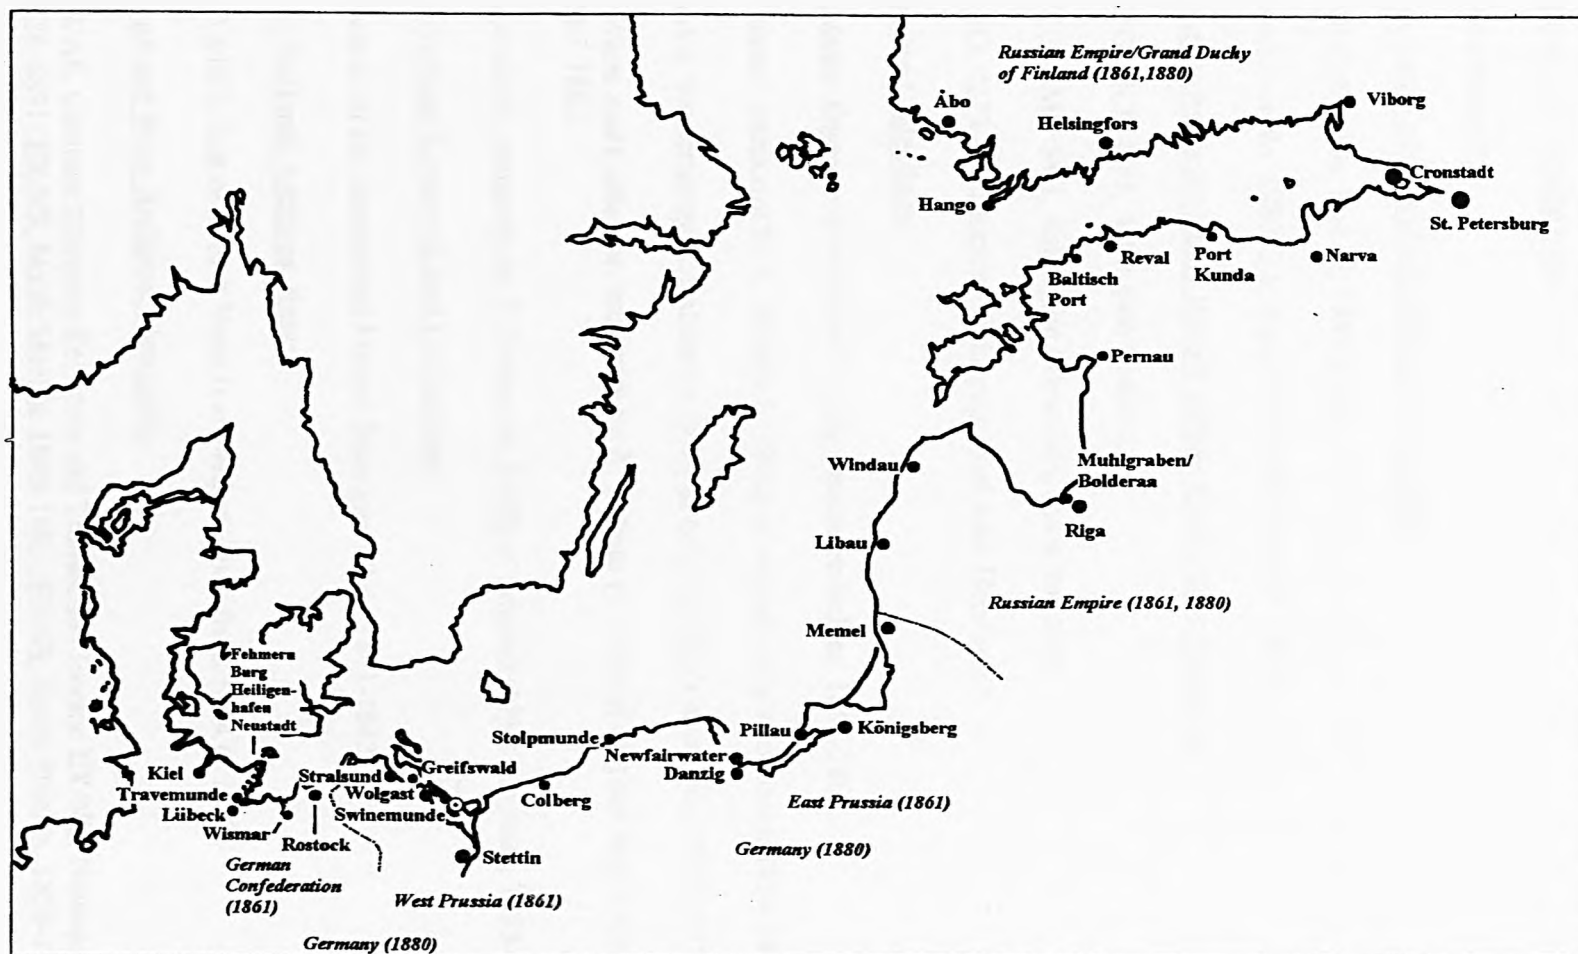 Russian Empire/Grand Duchy
of Finland (1861,1880)
Åbo
Viborg
Helsingfors
Cronstadt
Hango
St. Petersburg
Reval
Port
Kunda
Narva
Baltisch
Port
Pernau
Windau
Muhlgraben/
Bolderaa
Riga
Libau
Russian Empire (1861, 1880)
Memel
Fehmern
Burg
Heiligen-
hafen
Neustadt
Stolpmunde
Pillau
Königsberg
Newfairwater
Danzig
Kiel
Stralsund
Greifswald
Travemunde
Wolgast
Colberg
Lübeck
Swinemunde
Wismar
Rostock
East Prussia (1861)
Stettin
Germany (1880)
German
Confederation
(1861)
West Prussia (1861)
Germany (1880)